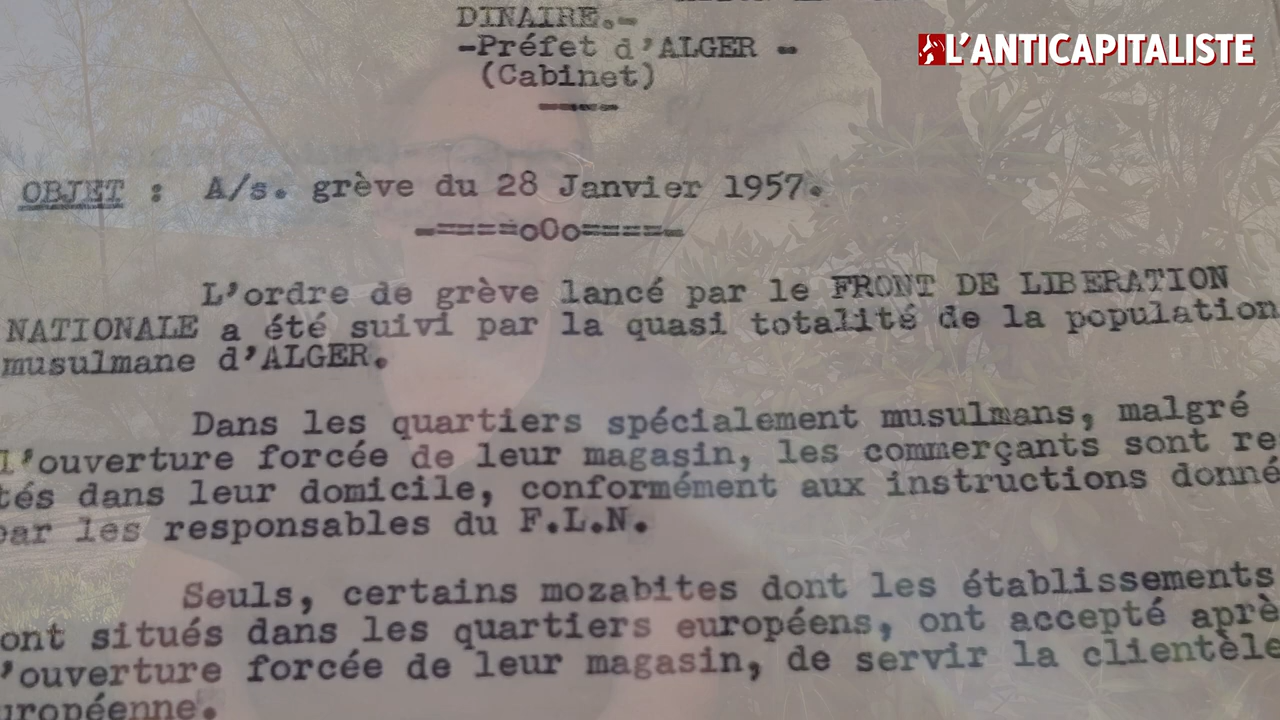 DINAIRE.-
-Préfet d'ALGER -
(Cabinet)
L'ANTICAPITALISTE
OBJET : A/s. grève du 28 Janvier 1957.
-====oOo====-
L'ordre de grève lancé par le FRONT DE LIBERATION
NATIONALE a été suivi par la quasi totalité de la population
musulmane d'ALGER.
Dans les quartiers spécialement musulmans, malgré
l'ouverture forcée de leur magasin, les commerçants sont re
tés dans leur domicile, conformément aux instructions donné
par les responsables du F.L.N.
Seuls, certains mozabites dont les établissements
ont situés dans les quartiers européens, ont accepté aprè
'ouverture forcée de leur magasin, de servir la clientèle
uropéenne.